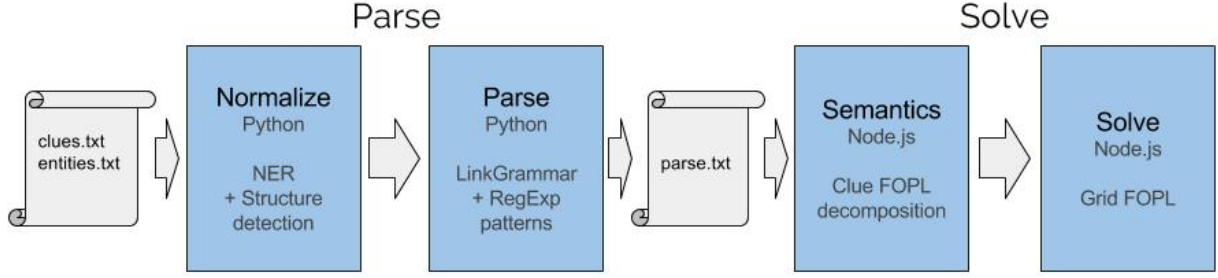 Parse
Solve
clues.txt
entities.txt
Normalize
Python
NER
+ Structure
detection
Parse
Python
LinkGrammar
+ RegExp
patterns
parse.txt
Semantics
Node.js
Clue FOPL
decomposition
Solve
Node.js
Grid FOPL